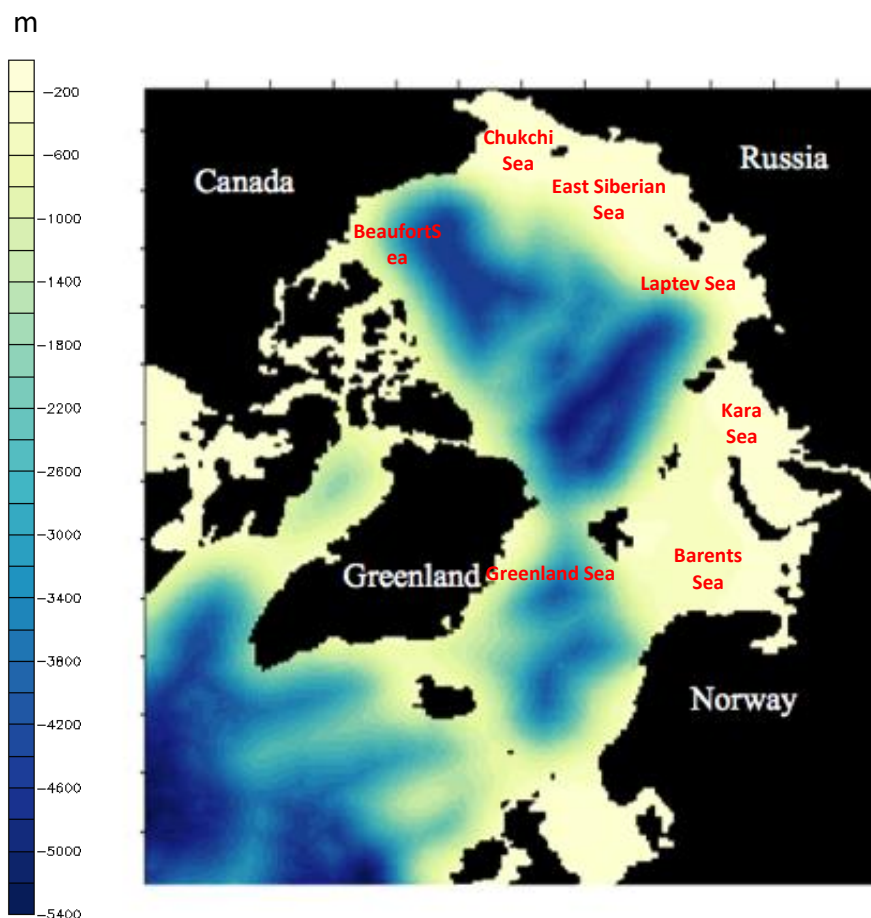 m
-200
-600
-1000
-1400
-1800
-2200
-2600
-3000
-3400
-3800
-4200
-4600
-5000
-5400
Chukchi
Sea
Russia
Canada
East Siberian
Sea
BeaufortS
ea
Laptev Sea
Kara
Sea
Greenland
Greenland Sea
Barents
Sea
Norway